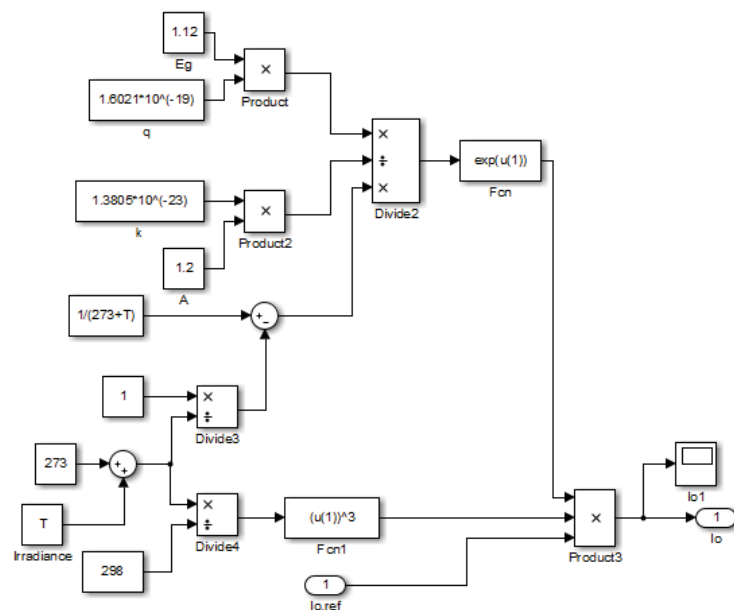 1.12
Eg
×
Product
1.6021*10^(-19)
q
×
÷
×
Divide2
exp(u(1))
Fcn
1.3805*10^(-23)
k
×
Product2
1.2
A
1/(273+T)
+
−
1
×
÷
Divide3
273
+
+
T
Irradiance
×
÷
Divide4
298
(u(1))^3
Fcn1
1
Io.ref
×
Product3
Io1
1
Io